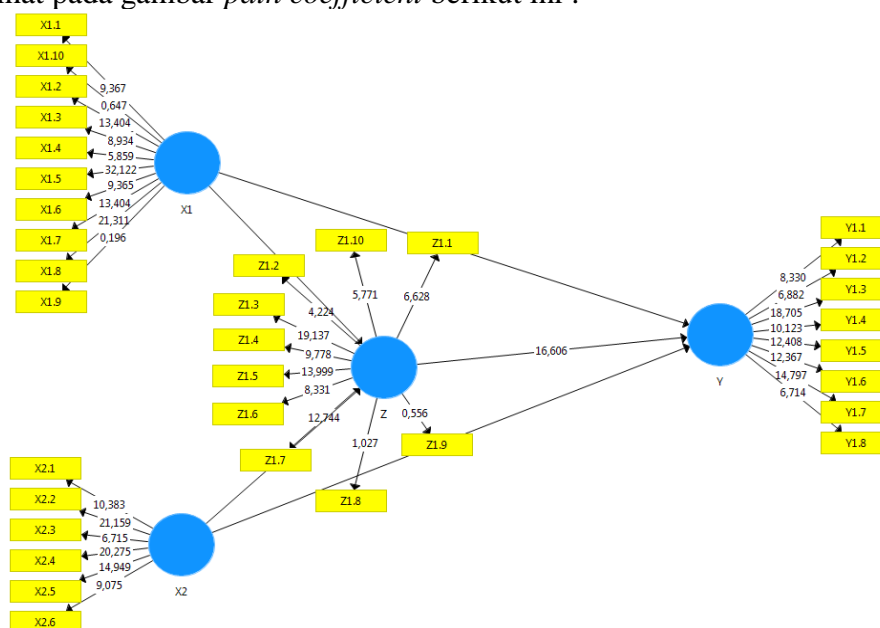 pada gambar path coefficient berikut ini :
X1.1
X1.10
X1.2
X1.3
X1.4
X1.5
X1.6
X1.7
X1.8
X1.9
9,367
0,647
13,404
8,934
5,859
32,122
9,365
13,404
21,311
0,196
X1
Z1.10
Z1.1
Z1.2
Z1.3
Z1.4
Z1.5
Z1.6
Z1.7
Z1.8
Z1.9
5,771
6,628
4,224
19,137
9,778
13,999
8,331
12,744
1,027
0,556
Z
16,606
Y1.1
Y1.2
Y1.3
Y1.4
Y1.5
Y1.6
Y1.7
Y1.8
8,330
6,882
18,705
10,123
12,408
12,367
14,797
6,714
Y
X2.1
X2.2
X2.3
X2.4
X2.5
X2.6
10,383
21,159
6,715
20,275
14,949
9,075
X2